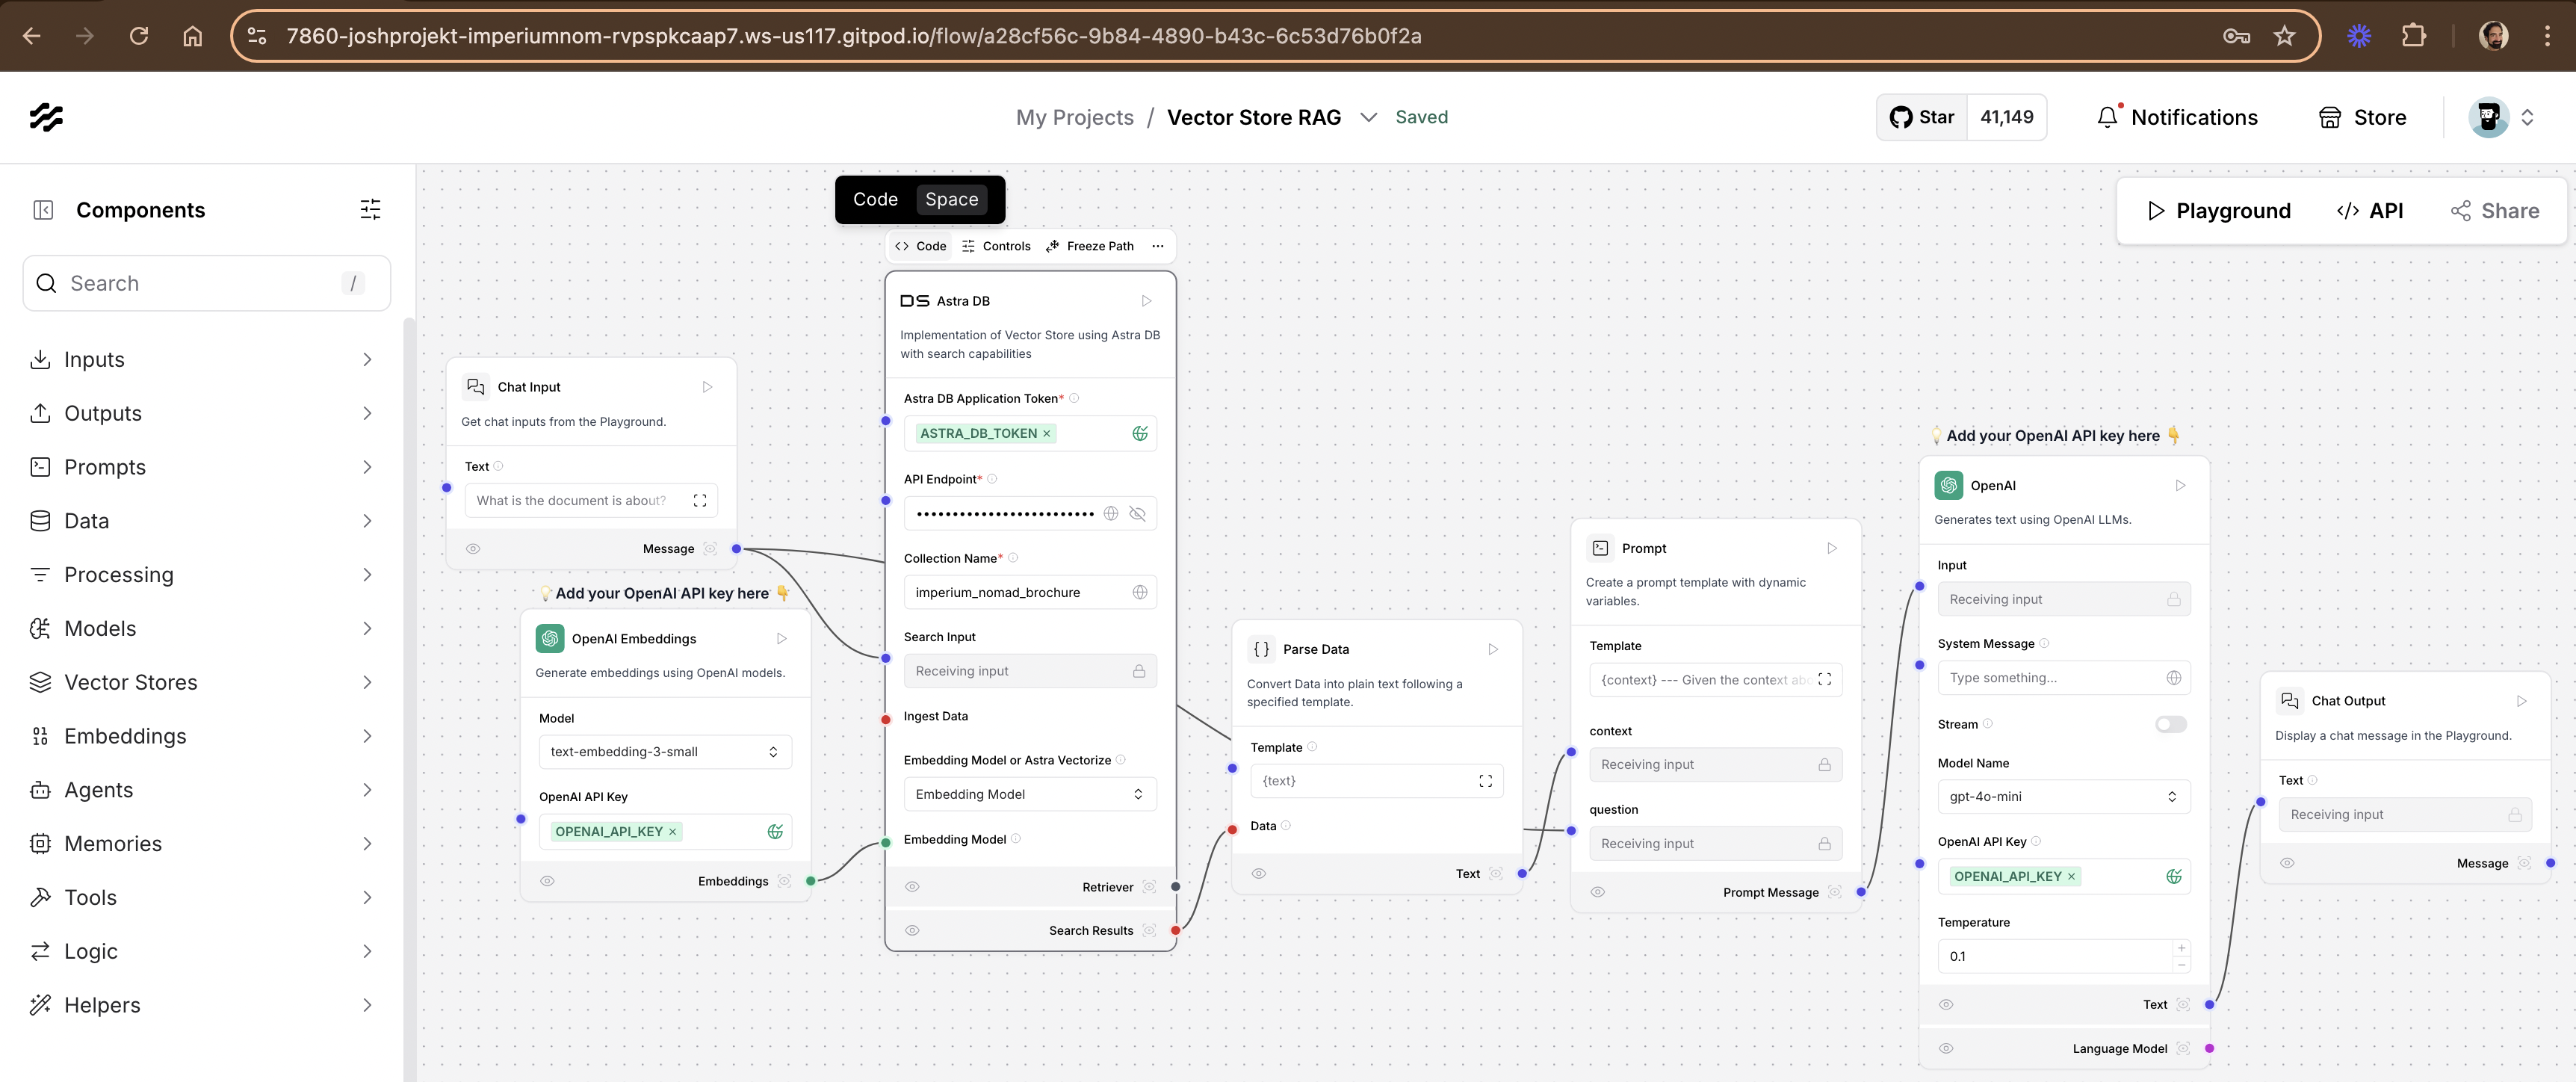 7860-joshprojekt-imperiumnom-rvpspkcaap7.ws-us117.gitpod.io/flow/a28cf56c-9b84-4890-b43c-6c53d76b0f2a
My Projects / Vector Store RAG Saved
Star 41,149
Notifications
Store
Components
Search /
Inputs
Outputs
Prompts
Data
Processing
Models
Vector Stores
Embeddings
Agents
Memories
Tools
Logic
Helpers
Code Space
Code Controls Freeze Path ...
Playground API Share
Chat Input
Get chat inputs from the Playground.
Text
What is the document is about?
Message
💡Add your OpenAI API key here 👇
OpenAI Embeddings
Generate embeddings using OpenAI models.
Model
text-embedding-3-small
OpenAI API Key
OPENAI_API_KEY ×
Embeddings
DS Astra DB
Implementation of Vector Store using Astra DB
with search capabilities
Astra DB Application Token*
ASTRA_DB_TOKEN ×
API Endpoint*
•••••••••••••••••••••••••
Collection Name*
imperium_nomad_brochure
Search Input
Receiving input
Ingest Data
Embedding Model or Astra Vectorize
Embedding Model
Embedding Model
Retriever
Search Results
Parse Data
Convert Data into plain text following a
specified template.
Template
{text}
Data
Text
Prompt
Create a prompt template with dynamic
variables.
Template
{context} --- Given the context abo
context
Receiving input
question
Receiving input
Prompt Message
💡Add your OpenAI API key here 👇
OpenAI
Generates text using OpenAI LLMs.
Input
Receiving input
System Message
Type something...
Stream
Model Name
gpt-4o-mini
OpenAI API Key
OPENAI_API_KEY ×
Temperature
0.1
Text
Language Model
Chat Output
Display a chat message in the Playground.
Text
Receiving input
Message